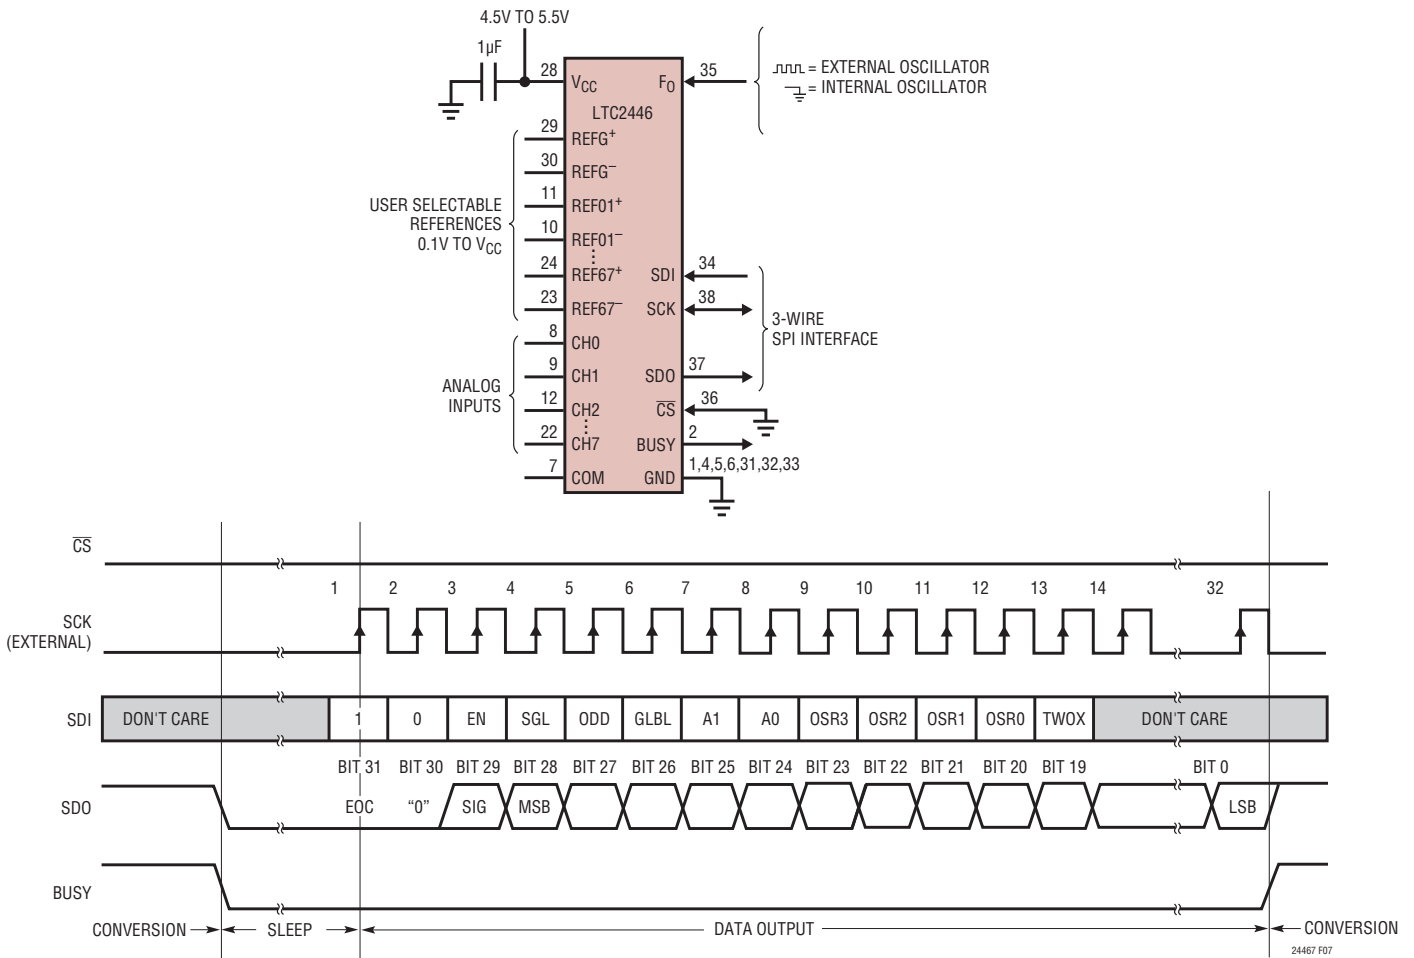 4.5V TO 5.5V
1µF
28
VCC
FO
35
= EXTERNAL OSCILLATOR
= INTERNAL OSCILLATOR
LTC2446
29
REFG+
30
REFG–
11
REF01+
USER SELECTABLE
REFERENCES
0.1V TO VCC
10
REF01–
24
REF67+
SDI
34
23
REF67–
SCK
38
3-WIRE
SPI INTERFACE
8
CH0
9
CH1
SDO
37
ANALOG
INPUTS
12
CH2
CS
36
22
CH7
BUSY
2
7
COM
GND
1,4,5,6,31,32,33
CS
1 2 3 4 5 6 7 8 9 10 11 12 13 14 32
SCK
(EXTERNAL)
SDI DON'T CARE 1 0 EN SGL ODD GLBL A1 A0 OSR3 OSR2 OSR1 OSR0 TWOX DON'T CARE
BIT 31 BIT 30 BIT 29 BIT 28 BIT 27 BIT 26 BIT 25 BIT 24 BIT 23 BIT 22 BIT 21 BIT 20 BIT 19 BIT 0
SDO EOC “0” SIG MSB LSB
BUSY
CONVERSION SLEEP DATA OUTPUT CONVERSION
24467 F07